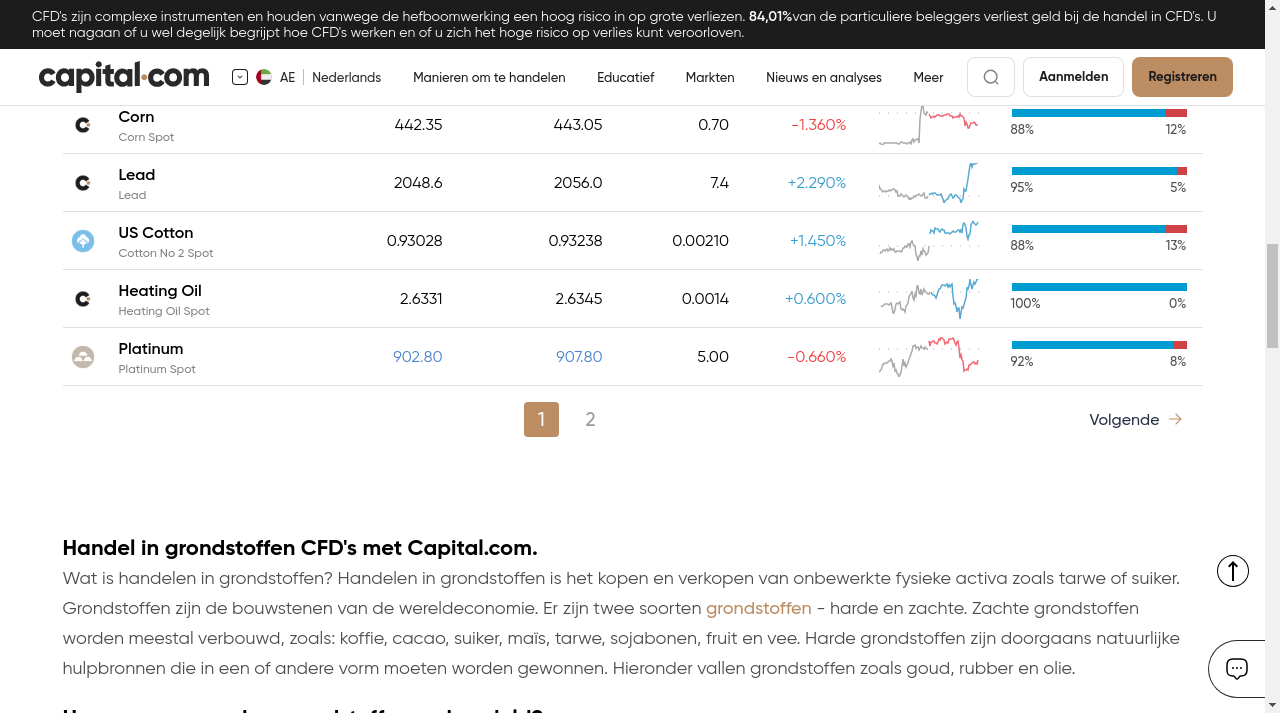 CFD's zijn complexe instrumenten en houden vanwege de hefboomwerking een hoog risico in op grote verliezen. 84,01%van de particuliere beleggers verliest geld bij de handel in CFD's. U
moet nagaan of u wel degelijk begrijpt hoe CFD's werken en of u zich het hoge risico op verlies kunt veroorloven.
capital.com AE Nederlands Manieren om te handelen Educatief Markten Nieuws en analyses Meer Aanmelden Registreren
Corn 442.35 443.05 0.70 -1.360%
Corn Spot 88% 12%
Lead 2048.6 2056.0 7.4 +2.290%
Lead 95% 5%
US Cotton 0.93028 0.93238 0.00210 +1.450%
Cotton No 2 Spot 88% 13%
Heating Oil 2.6331 2.6345 0.0014 +0.600%
Heating Oil Spot 100% 0%
Platinum 902.80 907.80 5.00 -0.660%
Platinum Spot 92% 8%
1 2 Volgende
Handel in grondstoffen CFD's met Capital.com.
Wat is handelen in grondstoffen? Handelen in grondstoffen is het kopen en verkopen van onbewerkte fysieke activa zoals tarwe of suiker.
Grondstoffen zijn de bouwstenen van de wereldeconomie. Er zijn twee soorten grondstoffen - harde en zachte. Zachte grondstoffen
worden meestal verbouwd, zoals: koffie, cacao, suiker, maïs, tarwe, sojabonen, fruit en vee. Harde grondstoffen zijn doorgaans natuurlijke
hulpbronnen die in een of andere vorm moeten worden gewonnen. Hieronder vallen grondstoffen zoals goud, rubber en olie.